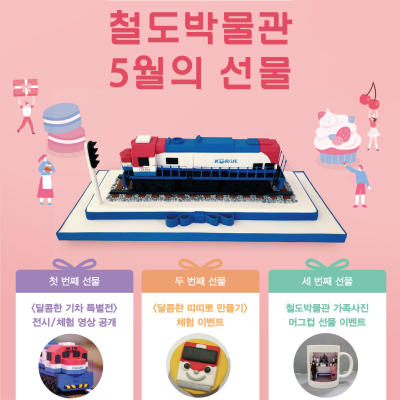 철도박물관
5월의 선물
KORAIL
첫 번째 선물
<달콤한 기차 특별전>
전시/체험 영상 공개
두 번째 선물
<달콤한 띠띠뽀 만들기>
체험 이벤트
세 번째 선물
철도박물관 가족사진
머그컵 선물 이벤트